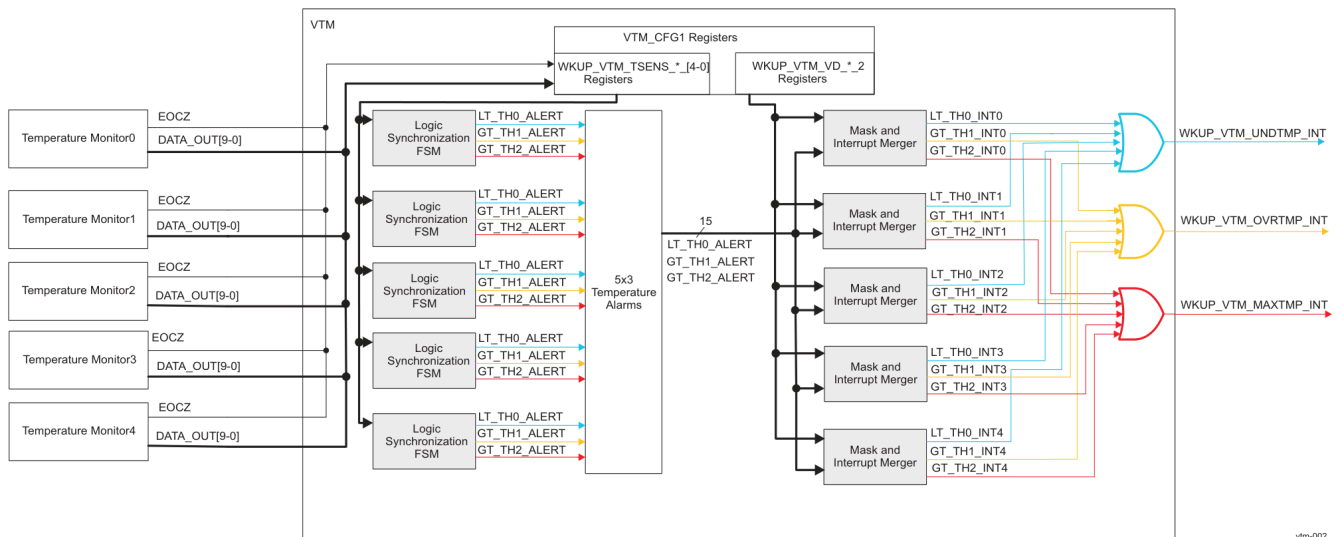 VTM
VTM_CFG1 Registers
WKUP_VTM_TSENS_*_[4-0]
Registers
WKUP_VTM_VD_*_2
Registers
Temperature Monitor0
EOCZ
DATA_OUT[9-0]
Temperature Monitor1
EOCZ
DATA_OUT[9-0]
Temperature Monitor2
EOCZ
DATA_OUT[9-0]
Temperature Monitor3
EOCZ
DATA_OUT[9-0]
Temperature Monitor4
EOCZ
DATA_OUT[9-0]
Logic
Synchronization
FSM
LT_TH0_ALERT
GT_TH1_ALERT
GT_TH2_ALERT
Logic
Synchronization
FSM
LT_TH0_ALERT
GT_TH1_ALERT
GT_TH2_ALERT
Logic
Synchronization
FSM
LT_TH0_ALERT
GT_TH1_ALERT
GT_TH2_ALERT
Logic
Synchronization
FSM
LT_TH0_ALERT
GT_TH1_ALERT
GT_TH2_ALERT
Logic
Synchronization
FSM
LT_TH0_ALERT
GT_TH1_ALERT
GT_TH2_ALERT
5x3
Temperature
Alarms
15
LT_TH0_ALERT
GT_TH1_ALERT
GT_TH2_ALERT
Mask and
Interrupt Merger
LT_TH0_INT0
GT_TH1_INT0
GT_TH2_INT0
Mask and
Interrupt Merger
LT_TH0_INT1
GT_TH1_INT1
GT_TH2_INT1
Mask and
Interrupt Merger
LT_TH0_INT2
GT_TH1_INT2
GT_TH2_INT2
Mask and
Interrupt Merger
LT_TH0_INT3
GT_TH1_INT3
GT_TH2_INT3
Mask and
Interrupt Merger
LT_TH0_INT4
GT_TH1_INT4
GT_TH2_INT4
WKUP_VTM_UNDTMP_INT
WKUP_VTM_OVRTMP_INT
WKUP_VTM_MAXTMP_INT
vtm-002